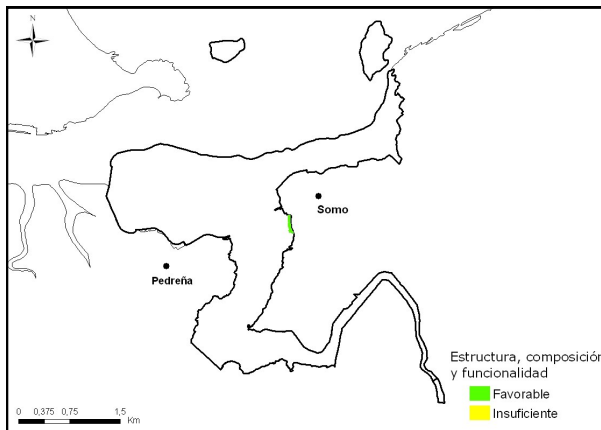 N
Somo
Pedreña
Estructura, composición
y funcionalidad
Favorable
Insuficiente
0 0,375 0,75 1,5
Km